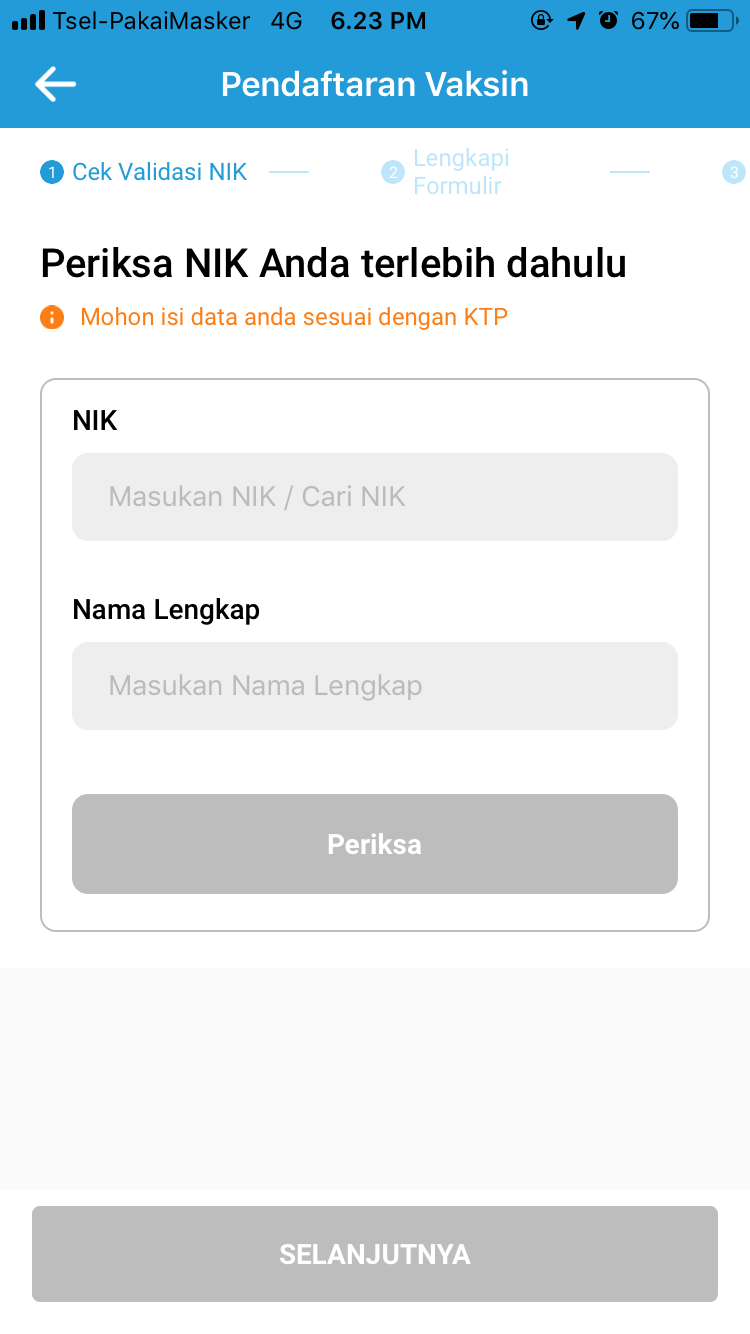 Tsel-PakaiMasker 4G 6.23 PM 67%
Pendaftaran Vaksin
1 Cek Validasi NIK
2 Lengkapi
Formulir
3
Periksa NIK Anda terlebih dahulu
Mohon isi data anda sesuai dengan KTP
NIK
Masukan NIK / Cari NIK
Nama Lengkap
Masukan Nama Lengkap
Periksa
SELANJUTNYA